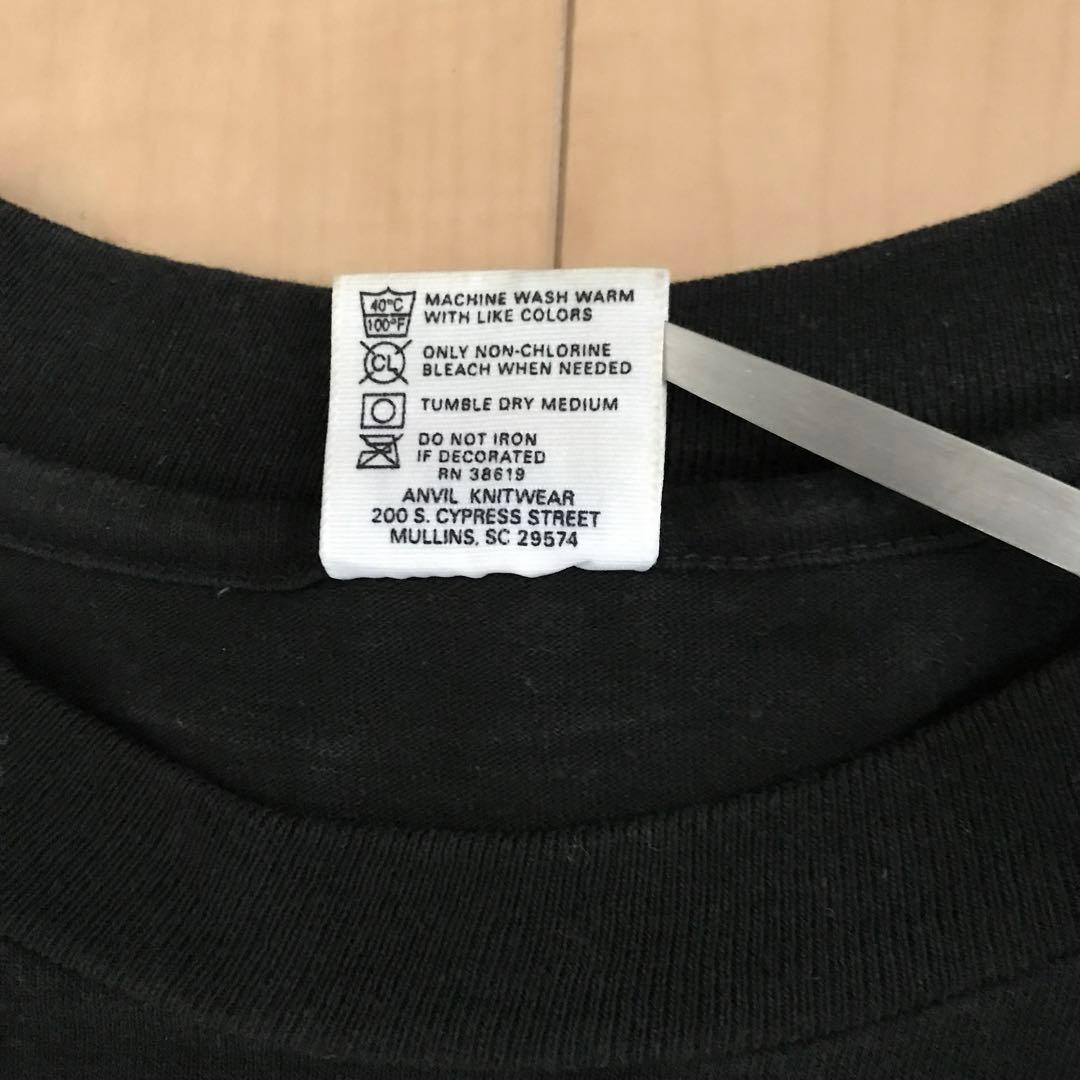 40°C
100°F
MACHINE WASH WARM
WITH LIKE COLORS
CL
ONLY NON-CHLORINE
BLEACH WHEN NEEDED
TUMBLE DRY MEDIUM
DO NOT IRON
IF DECORATED
RN 38619
ANVIL KNITWEAR
200 S. CYPRESS STREET
MULLINS, SC 29574